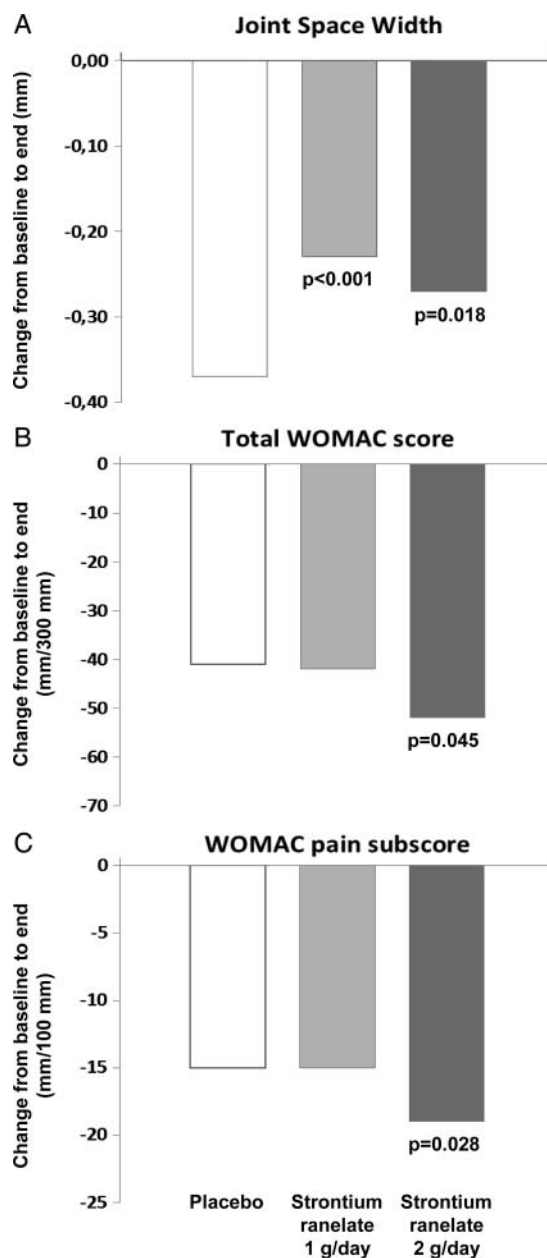 A
Joint Space Width
Change from baseline to end (mm)
0,00
-0,10
-0,20
-0,30
-0,40
p<0.001
p=0.018
B
Total WOMAC score
Change from baseline to end
(mm/300 mm)
0
-10
-20
-30
-40
-50
-60
-70
p=0.045
C
WOMAC pain subscore
Change from baseline to end
(mm/100 mm)
0
-5
-10
-15
-20
-25
p=0.028
Placebo
Strontium
ranelate
1 g/day
Strontium
ranelate
2 g/day